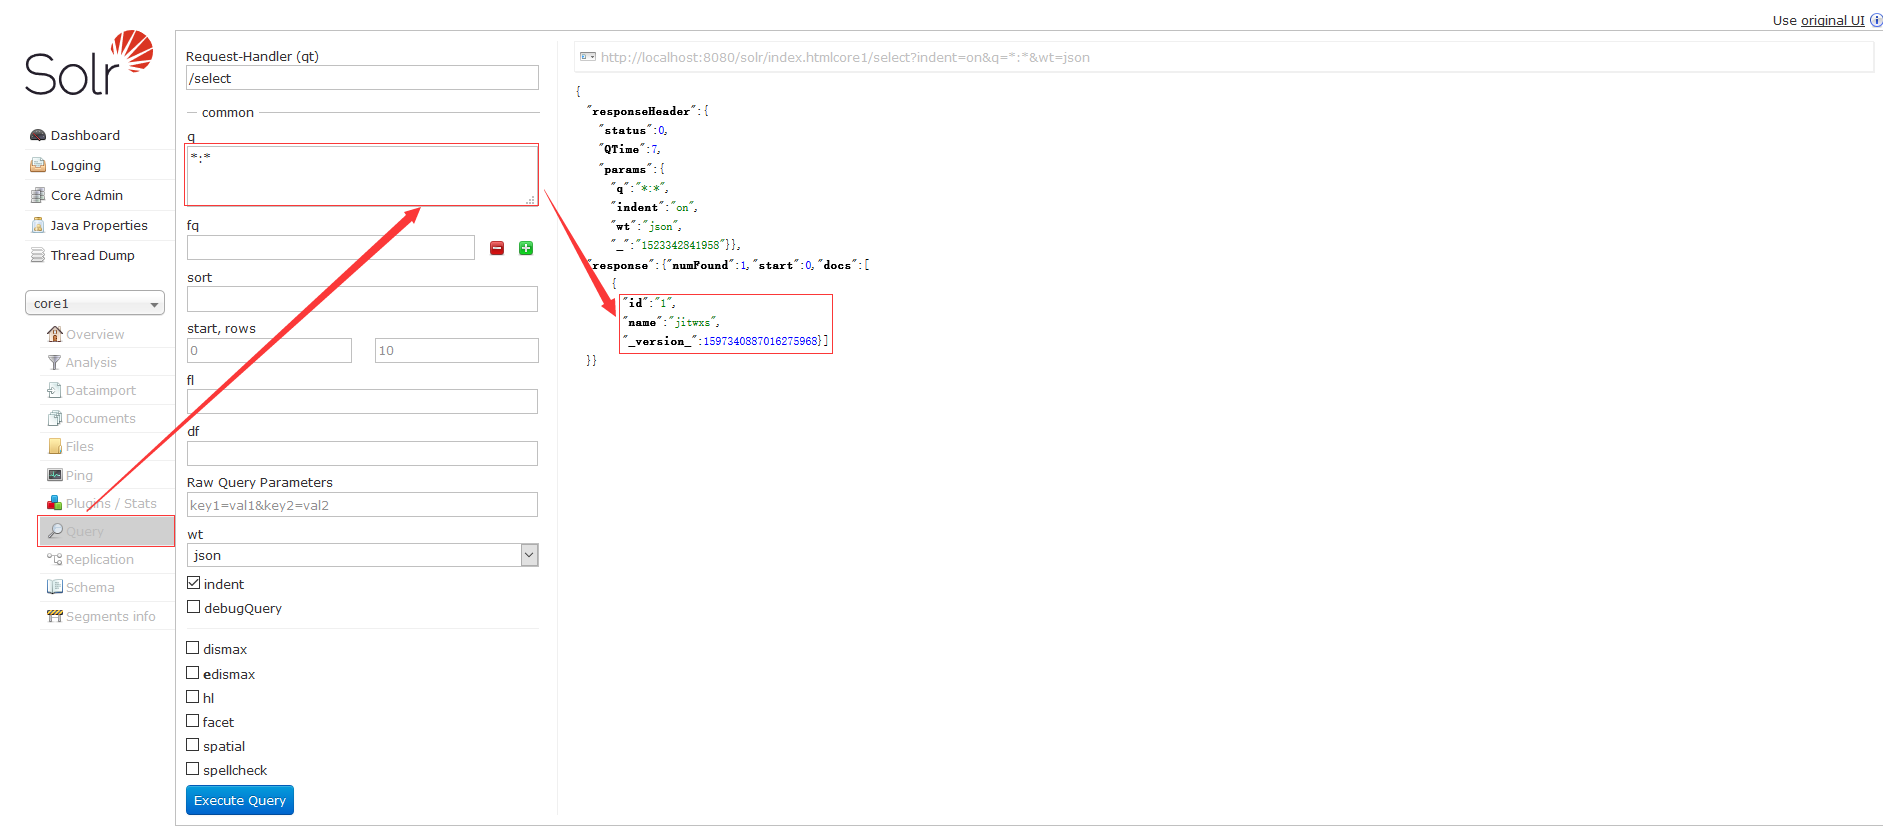 Use original UI
Solr
Dashboard
Logging
Core Admin
Java Properties
Thread Dump
core1
Overview
Analysis
Dataimport
Documents
Files
Ping
Plugins / Stats
Query
Replication
Schema
Segments info
Request-Handler (qt)
/select
common
q
*:*
fq
sort
start, rows
0 10
fl
df
Raw Query Parameters
key1=val1&key2=val2
wt
json
indent
debugQuery
dismax
edismax
hl
facet
spatial
spellcheck
Execute Query
http://localhost:8080/solr/index.htmlcore1/select?indent=on&q=*:*&wt=json
{
"responseHeader":{
"status":0,
"QTime":7,
"params":{
"q":"*:*",
"indent":"on",
"wt":"json",
"_":"1523342841958"}},
"response":{"numFound":1,"start":0,"docs":[
{
"id":"1",
"name":"jitwxs",
"_version_":1597340887016275968}]
}}